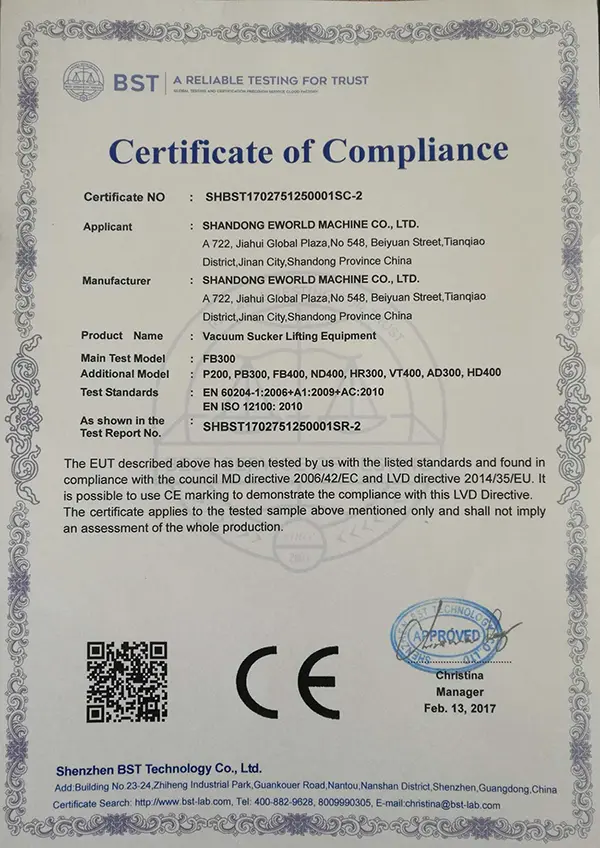 BST
A RELIABLE TESTING FOR TRUST
Certificate of Compliance
Certificate NO : SHBST1702751250001SC-2
Applicant : SHANDONG EWORLD MACHINE CO., LTD.
A 722, Jiahui Global Plaza,No 548, Beiyuan Street,Tianqiao
District,Jinan City,Shandong Province China
Manufacturer : SHANDONG EWORLD MACHINE CO., LTD.
A 722, Jiahui Global Plaza,No 548, Beiyuan Street,Tianqiao
District,Jinan City,Shandong Province China
Product Name : Vacuum Sucker Lifting Equipment
Main Test Model : FB300
Additional Model : P200, PB300, FB400, ND400, HR300, VT400, AD300, HD400
Test Standards : EN 60204-1:2006+A1:2009+AC:2010
EN ISO 12100: 2010
As shown in the
Test Report No. : SHBST1702751250001SR-2
The EUT described above has been tested by us with the listed standards and found in
compliance with the council MD directive 2006/42/EC and LVD directive 2014/35/EU. It
is possible to use CE marking to demonstrate the compliance with this LVD Directive.
The certificate applies to the tested sample above mentioned only and shall not imply
an assessment of the whole production.
APPROVED
CE
Christina
Manager
Feb. 13, 2017
Shenzhen BST Technology Co., Ltd.
Add:Building No.23-24,Zhiheng Industrial Park,Guankouer Road,Nantou,Nanshan District,Shenzhen,Guangdong,China
Certificate Search: http://www.bst-lab.com, Tel: 400-882-9628, 8009990305, E-mail:christina@bst-lab.com